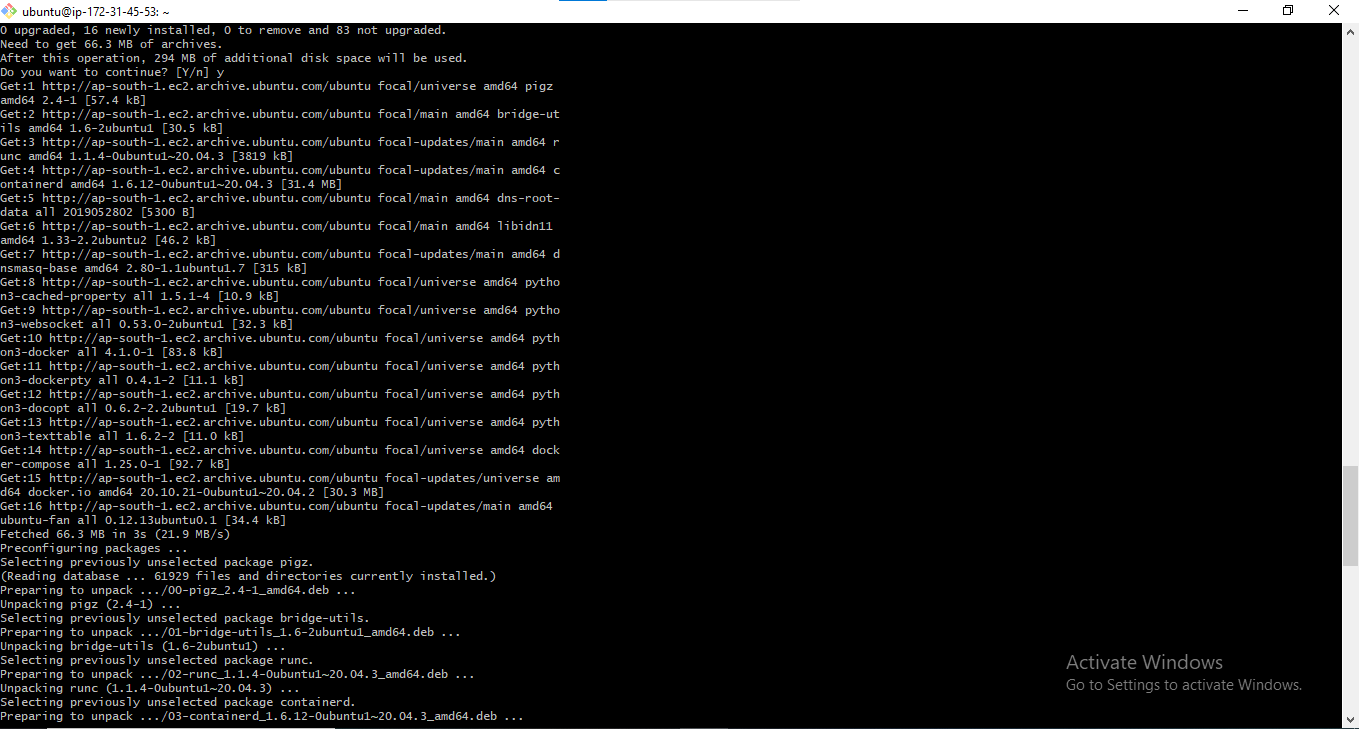 ubuntu@ip-172-31-45-53: ~
0 upgraded, 16 newly installed, 0 to remove and 83 not upgraded.
Need to get 66.3 MB of archives.
After this operation, 294 MB of additional disk space will be used.
Do you want to continue? [Y/n] y
Get:1 http://ap-south-1.ec2.archive.ubuntu.com/ubuntu focal/universe amd64 pigz
amd64 2.4-1 [57.4 kB]
Get:2 http://ap-south-1.ec2.archive.ubuntu.com/ubuntu focal/main amd64 bridge-ut
ils amd64 1.6-2ubuntu1 [30.5 kB]
Get:3 http://ap-south-1.ec2.archive.ubuntu.com/ubuntu focal-updates/main amd64 r
unc amd64 1.1.4-0ubuntu1~20.04.3 [3819 kB]
Get:4 http://ap-south-1.ec2.archive.ubuntu.com/ubuntu focal-updates/main amd64 c
ontainerd amd64 1.6.12-0ubuntu1~20.04.3 [31.4 MB]
Get:5 http://ap-south-1.ec2.archive.ubuntu.com/ubuntu focal/main amd64 dns-root-
data all 2019052802 [5300 B]
Get:6 http://ap-south-1.ec2.archive.ubuntu.com/ubuntu focal/main amd64 libidn11
amd64 1.33-2.2ubuntu2 [46.2 kB]
Get:7 http://ap-south-1.ec2.archive.ubuntu.com/ubuntu focal-updates/main amd64 d
nsmasq-base amd64 2.80-1.1ubuntu1.7 [315 kB]
Get:8 http://ap-south-1.ec2.archive.ubuntu.com/ubuntu focal/universe amd64 pytho
n3-cached-property all 1.5.1-4 [10.9 kB]
Get:9 http://ap-south-1.ec2.archive.ubuntu.com/ubuntu focal/universe amd64 pytho
n3-websocket all 0.53.0-2ubuntu1 [32.3 kB]
Get:10 http://ap-south-1.ec2.archive.ubuntu.com/ubuntu focal/universe amd64 pyth
on3-docker all 4.1.0-1 [83.8 kB]
Get:11 http://ap-south-1.ec2.archive.ubuntu.com/ubuntu focal/universe amd64 pyth
on3-dockerpty all 0.4.1-2 [11.1 kB]
Get:12 http://ap-south-1.ec2.archive.ubuntu.com/ubuntu focal/universe amd64 pyth
on3-docopt all 0.6.2-2.2ubuntu1 [19.7 kB]
Get:13 http://ap-south-1.ec2.archive.ubuntu.com/ubuntu focal/universe amd64 pyth
on3-texttable all 1.6.2-2 [11.0 kB]
Get:14 http://ap-south-1.ec2.archive.ubuntu.com/ubuntu focal/universe amd64 dock
er-compose all 1.25.0-1 [92.7 kB]
Get:15 http://ap-south-1.ec2.archive.ubuntu.com/ubuntu focal-updates/universe am
d64 docker.io amd64 20.10.21-0ubuntu1~20.04.2 [30.3 MB]
Get:16 http://ap-south-1.ec2.archive.ubuntu.com/ubuntu focal-updates/main amd64
ubuntu-fan all 0.12.13ubuntu0.1 [34.4 kB]
Fetched 66.3 MB in 3s (21.9 MB/s)
Preconfiguring packages ...
Selecting previously unselected package pigz.
(Reading database ... 61929 files and directories currently installed.)
Preparing to unpack .../00-pigz_2.4-1_amd64.deb ...
Unpacking pigz (2.4-1) ...
Selecting previously unselected package bridge-utils.
Preparing to unpack .../01-bridge-utils_1.6-2ubuntu1_amd64.deb ...
Unpacking bridge-utils (1.6-2ubuntu1) ...
Selecting previously unselected package runc.
Preparing to unpack .../02-runc_1.1.4-0ubuntu1~20.04.3_amd64.deb ...
Unpacking runc (1.1.4-0ubuntu1~20.04.3) ...
Selecting previously unselected package containerd.
Preparing to unpack .../03-containerd_1.6.12-0ubuntu1~20.04.3_amd64.deb ...
Activate Windows
Go to Settings to activate Windows.